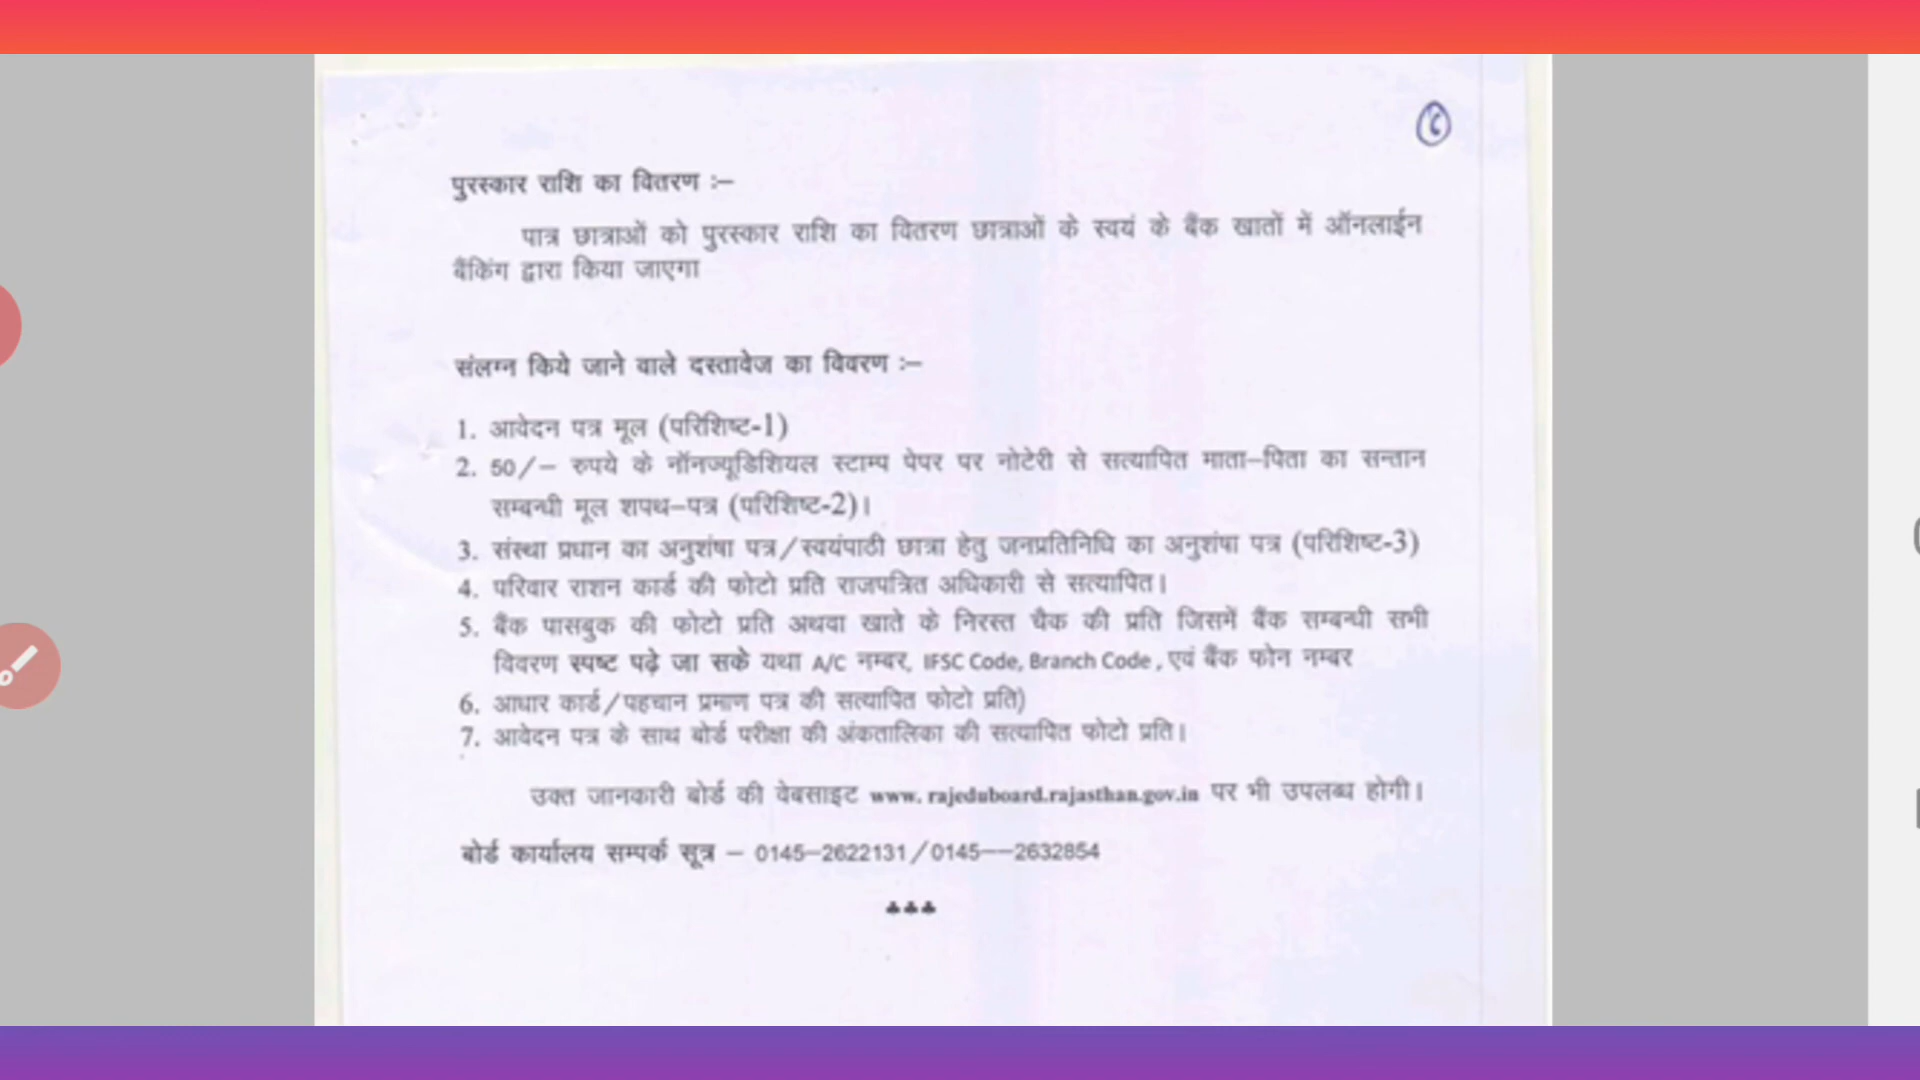 पुरस्कार राशि का वितरण :–
पात्र छात्राओं को पुरस्कार राशि का वितरण छात्राओं के स्वयं के बैंक खातों में ऑनलाईन
बैंकिंग द्वारा किया जाएगा
संलग्न किये जाने वाले दस्तावेज का विवरण :–
1. आवेदन पत्र मूल (परिशिष्ट-1)
2. 50/– रुपये के नॉनज्यूडिशियल स्टाम्प पेपर पर नोटेरी से सत्यापित माता–पिता का सन्तान
सम्बन्धी मूल शपथ–पत्र (परिशिष्ट-2)।
3. संस्था प्रधान का अनुशंषा पत्र/स्वयंपाठी छात्रा हेतु जनप्रतिनिधि का अनुशंषा पत्र (परिशिष्ट-3)
4. परिवार राशन कार्ड की फोटो प्रति राजपत्रित अधिकारी से सत्यापित।
5. बैंक पासबुक की फोटो प्रति अथवा खाते के निरस्त चैक की प्रति जिसमें बैंक सम्बन्धी सभी
विवरण स्पष्ट पढ़े जा सके यथा A/C नम्बर, IFSC Code, Branch Code , एवं बैंक फोन नम्बर
6. आधार कार्ड/पहचान प्रमाण पत्र की सत्यापित फोटो प्रति)
7. आवेदन पत्र के साथ बोर्ड परीक्षा की अंकतालिका की सत्यापित फोटो प्रति।
उक्त जानकारी बोर्ड की वेबसाइट www. rajeduboard.rajasthan.gov.in पर भी उपलब्ध होगी।
बोर्ड कार्यालय सम्पर्क सूत्र – 0145–2622131/0145––2632854